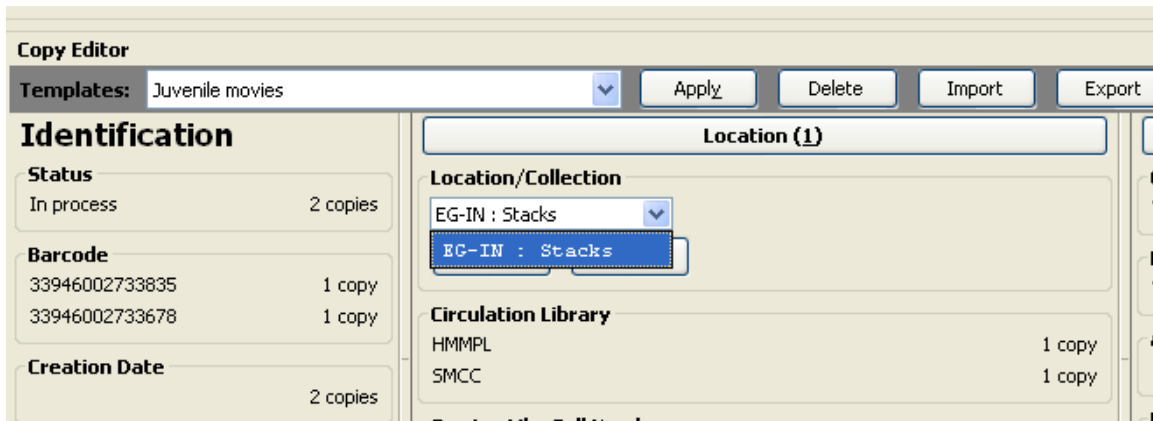 Copy Editor
Templates: Juvenile movies Apply Delete Import Export
Identification
Status
In process 2 copies
Barcode
33946002733835 1 copy
33946002733678 1 copy
Creation Date
2 copies
Location (1)
Location/Collection
EG-IN : Stacks
EG-IN : Stacks
Circulation Library
HMMPL 1 copy
SMCC 1 copy